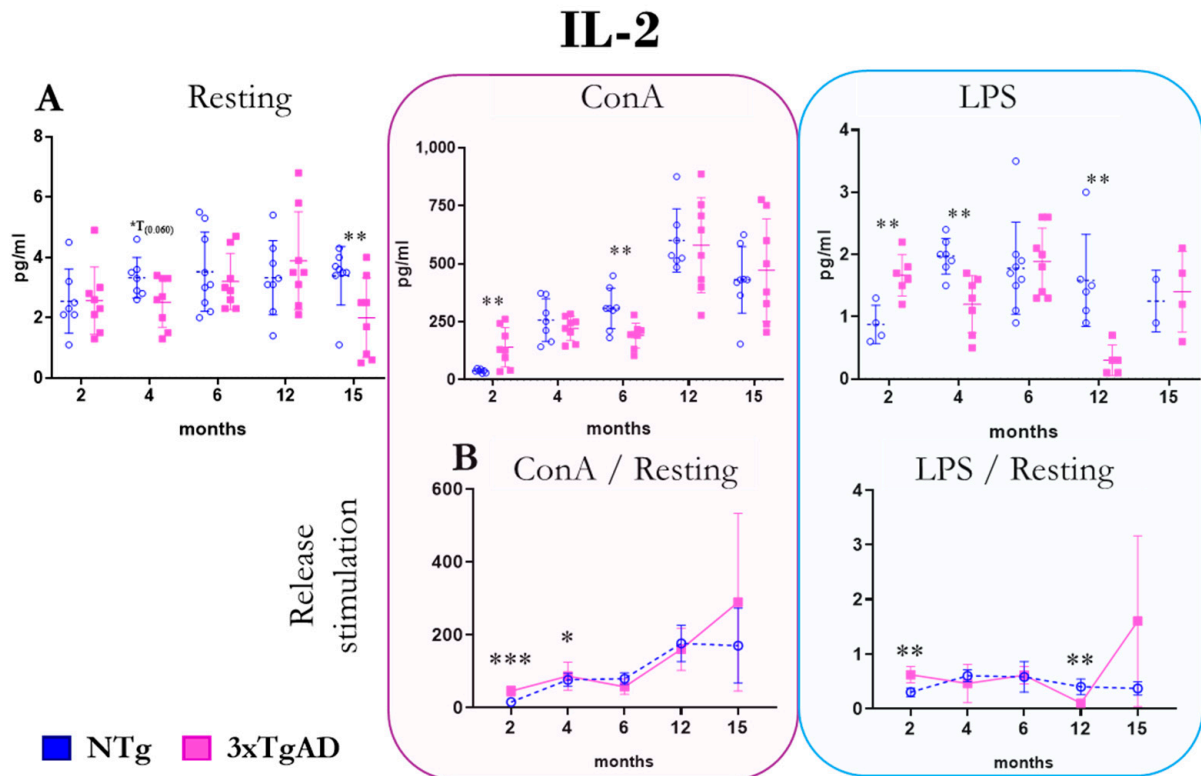 IL-2
A
Resting
ConA
LPS
8
6
4
2
0
pg/ml
*T(0.060)
**
2 4 6 12 15
months
1,000
750
500
250
0
pg/ml
**
**
2 4 6 12 15
months
4
3
2
1
0
pg/ml
**
**
**
2 4 6 12 15
months
B
ConA / Resting
LPS / Resting
Release
stimulation
600
400
200
0
***
*
2 4 6 12 15
months
4
3
2
1
0
**
**
2 4 6 12 15
months
NTg
3xTgAD